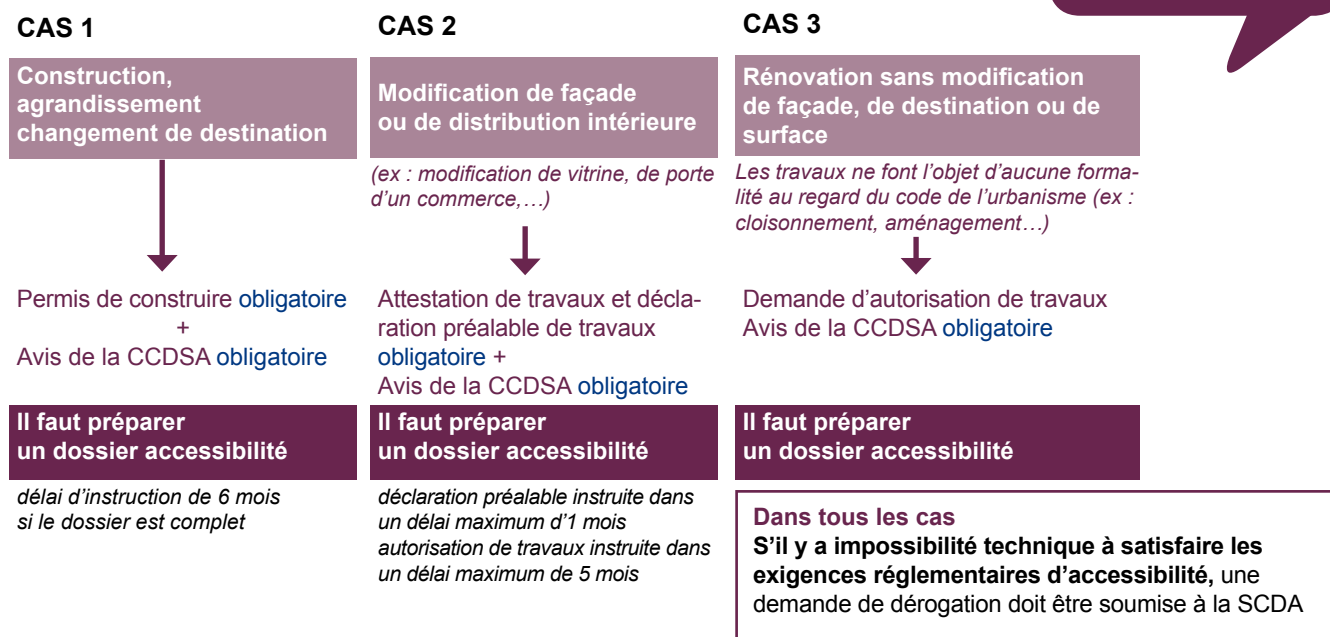 CAS 1
Construction,
agrandissement
changement de destination
Permis de construire obligatoire
+
Avis de la CCDSA obligatoire
Il faut préparer
un dossier accessibilité
délai d’instruction de 6 mois
si le dossier est complet
CAS 2
Modification de façade
ou de distribution intérieure
(ex : modification de vitrine, de porte
d’un commerce,…)
Attestation de travaux et décla-
ration préalable de travaux
obligatoire +
Avis de la CCDSA obligatoire
Il faut préparer
un dossier accessibilité
déclaration préalable instruite dans
un délai maximum d’1 mois
autorisation de travaux instruite dans
un délai maximum de 5 mois
CAS 3
Rénovation sans modification
de façade, de destination ou de
surface
Les travaux ne font l’objet d’aucune forma-
lité au regard du code de l’urbanisme (ex :
cloisonnement, aménagement…)
Demande d’autorisation de travaux
Avis de la CCDSA obligatoire
Il faut préparer
un dossier accessibilité
Dans tous les cas
S’il y a impossibilité technique à satisfaire les
exigences réglementaires d’accessibilité, une
demande de dérogation doit être soumise à la SCDA